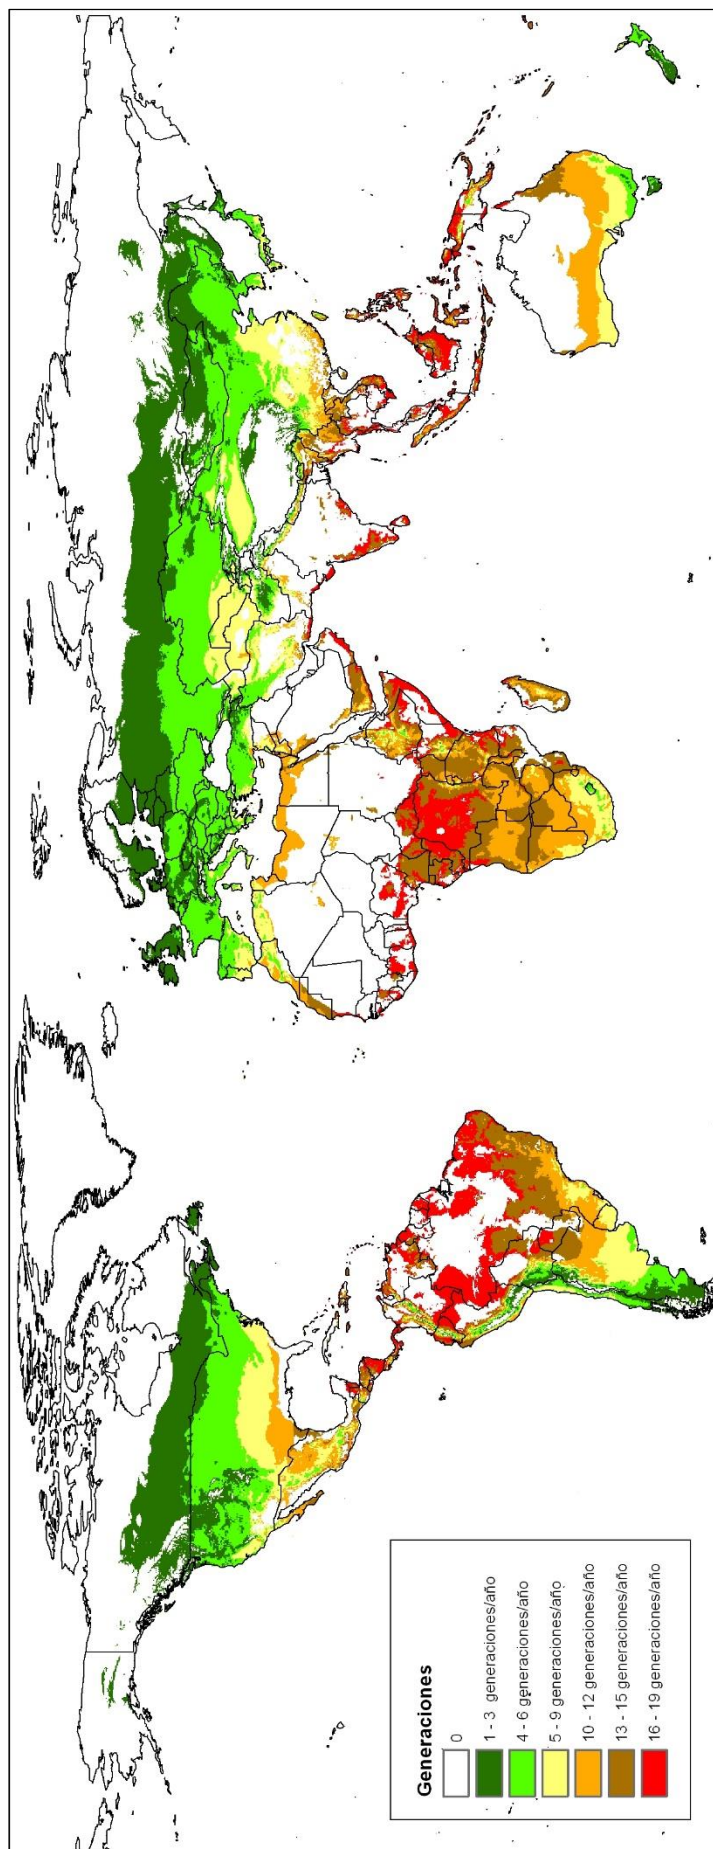 Generaciones
0
1 - 3 generaciones/año
4 - 6 generaciones/año
5 - 9 generaciones/año
10 - 12 generaciones/año
13 - 15 generaciones/año
16 - 19 generaciones/año